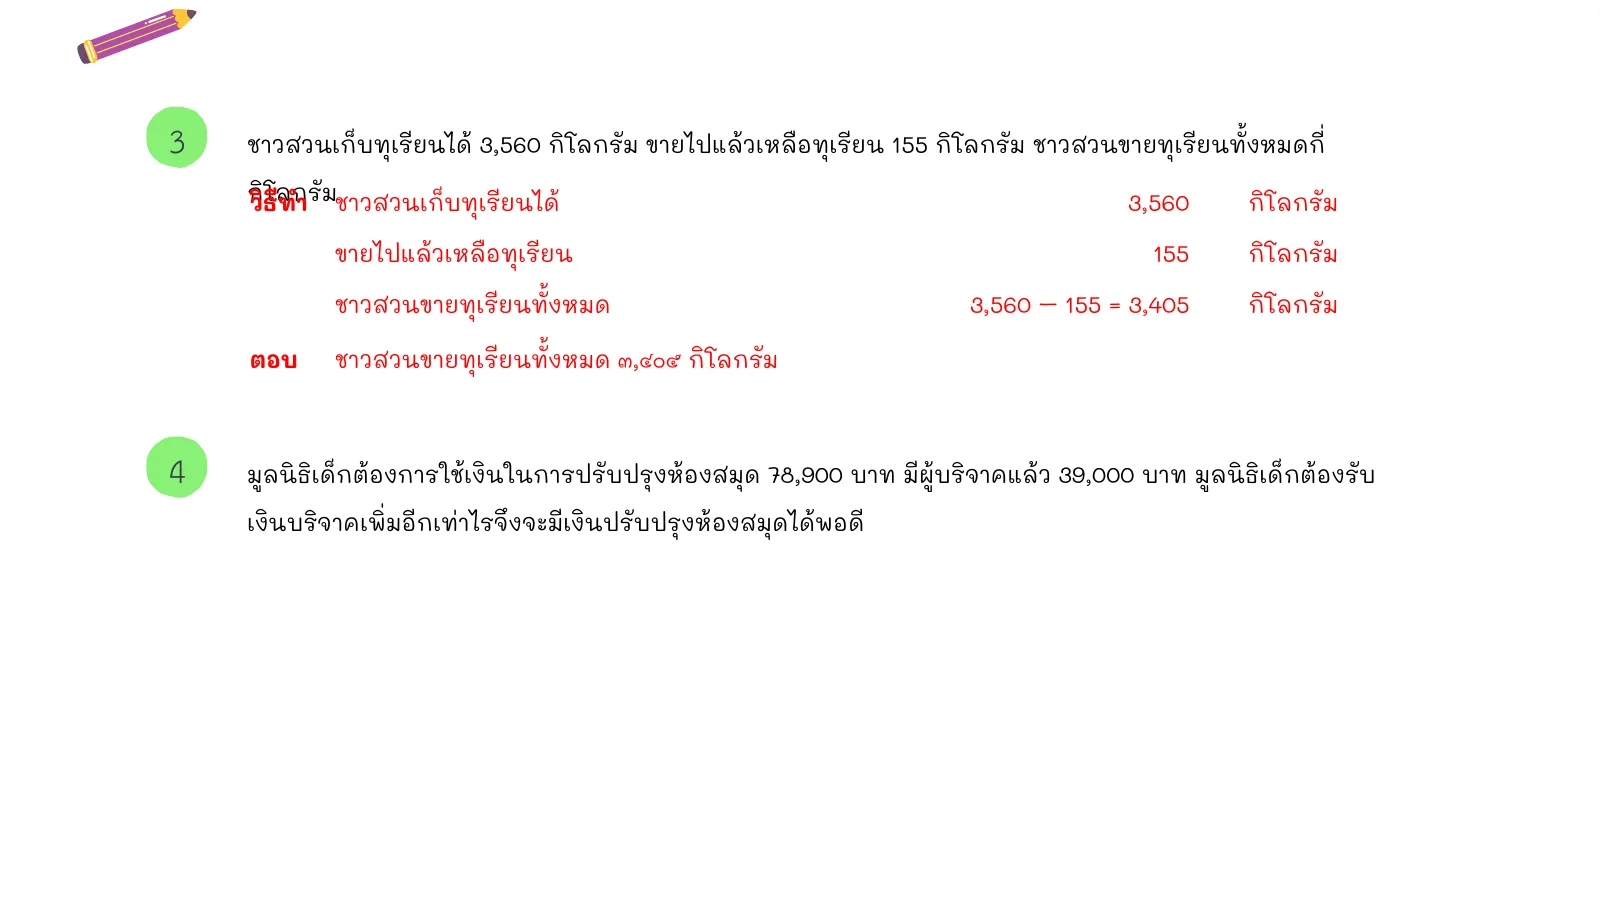 3
ชาวสวนเก็บทุเรียนได้ 3,560 กิโลกรัม ขายไปแล้วเหลือทุเรียน 155 กิโลกรัม ชาวสวนขายทุเรียนทั้งหมดกี่
กิโลกรัม
วิธีทำ ชาวสวนเก็บทุเรียนได้ 3,560 กิโลกรัม
ขายไปแล้วเหลือทุเรียน 155 กิโลกรัม
ชาวสวนขายทุเรียนทั้งหมด 3,560 – 155 = 3,405 กิโลกรัม
ตอบ ชาวสวนขายทุเรียนทั้งหมด ๓,๔๐๕ กิโลกรัม
4
มูลนิธิเด็กต้องการใช้เงินในการปรับปรุงห้องสมุด 78,900 บาท มีผู้บริจาคแล้ว 39,000 บาท มูลนิธิเด็กต้องรับ
เงินบริจาคเพิ่มอีกเท่าไรจึงจะมีเงินปรับปรุงห้องสมุดได้พอดี